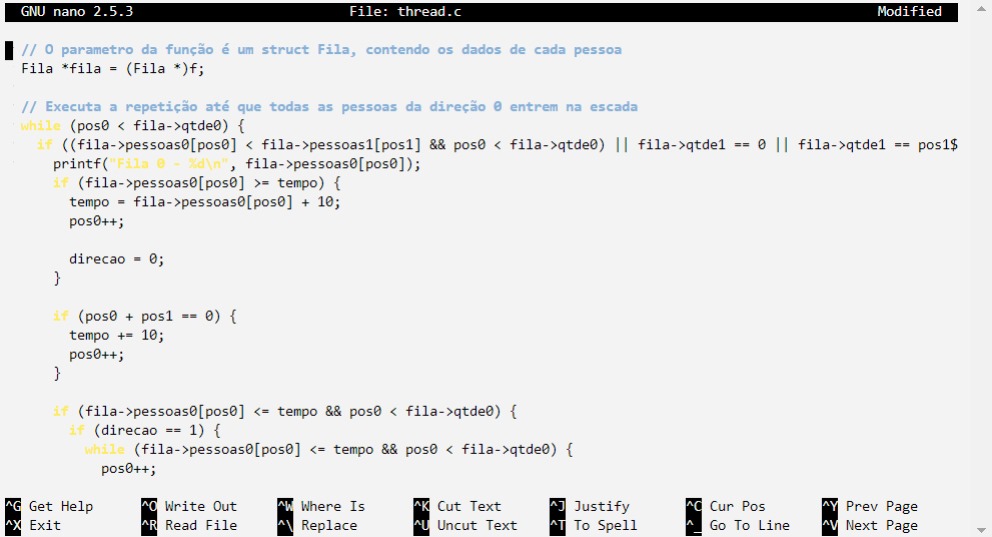 GNU nano 2.5.3 File: thread.c Modified
// O parametro da função é um struct Fila, contendo os dados de cada pessoa
Fila *fila = (Fila *)f;
// Executa a repetição até que todas as pessoas da direção 0 entrem na escada
while (pos0 < fila->qtde0) {
if ((fila->pessoas0[pos0] < fila->pessoas1[pos1] && pos0 < fila->qtde0) || fila->qtde1 == 0 || fila->qtde1 == pos1$
printf("Fila 0 - %d\n", fila->pessoas0[pos0]);
if (fila->pessoas0[pos0] >= tempo) {
tempo = fila->pessoas0[pos0] + 10;
pos0++;
direcao = 0;
}
if (pos0 + pos1 == 0) {
tempo += 10;
pos0++;
}
if (fila->pessoas0[pos0] <= tempo && pos0 < fila->qtde0) {
if (direcao == 1) {
while (fila->pessoas0[pos0] <= tempo && pos0 < fila->qtde0) {
pos0++;
^G Get Help ^O Write Out ^W Where Is ^K Cut Text ^J Justify ^C Cur Pos ^Y Prev Page
^X Exit ^R Read File ^\ Replace ^U Uncut Text ^T To Spell ^_ Go To Line ^V Next Page